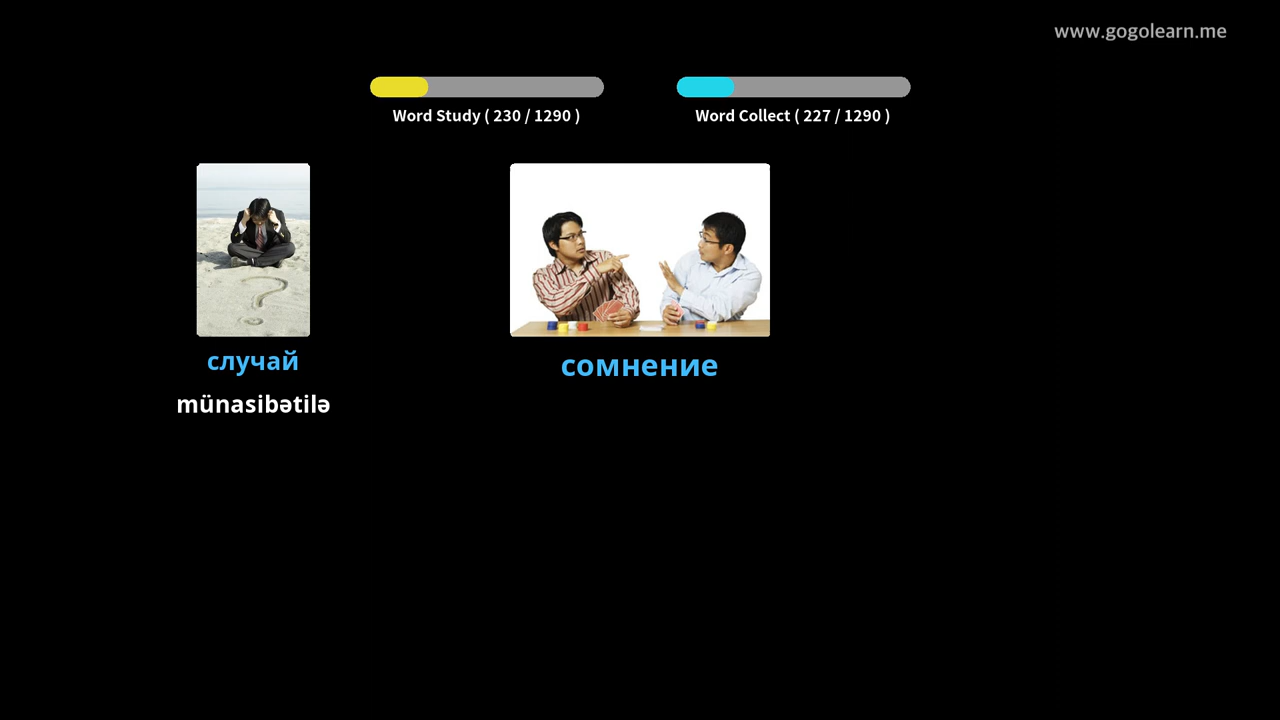 www.gogolearn.me
Word Study ( 230 / 1290 )
Word Collect ( 227 / 1290 )
случай
сомнение
münasibətilə